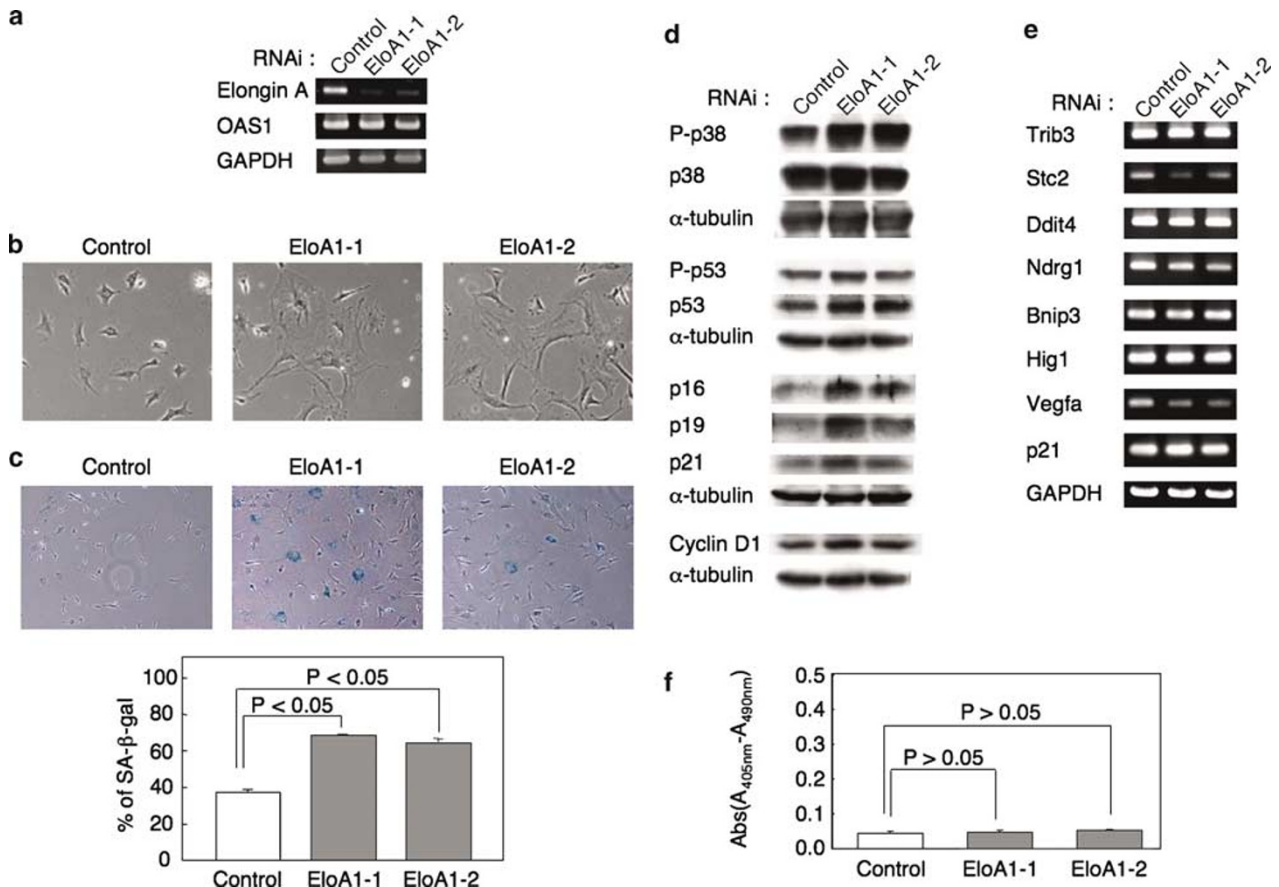 a
RNAi :
Control
EloA1-1
EloA1-2
Elongin A
OAS1
GAPDH
b
Control
EloA1-1
EloA1-2
c
Control
EloA1-1
EloA1-2
% of SA-β-gal
100
80
60
40
20
0
P < 0.05
P < 0.05
Control
EloA1-1
EloA1-2
d
RNAi :
Control
EloA1-1
EloA1-2
P-p38
p38
α-tubulin
P-p53
p53
α-tubulin
p16
p19
p21
α-tubulin
Cyclin D1
α-tubulin
e
RNAi :
Control
EloA1-1
EloA1-2
Trib3
Stc2
Ddit4
Ndrg1
Bnip3
Hig1
Vegfa
p21
GAPDH
f
Abs(A405nm-A490nm)
0.5
0.4
0.3
0.2
0.1
0.0
P > 0.05
P > 0.05
Control
EloA1-1
EloA1-2